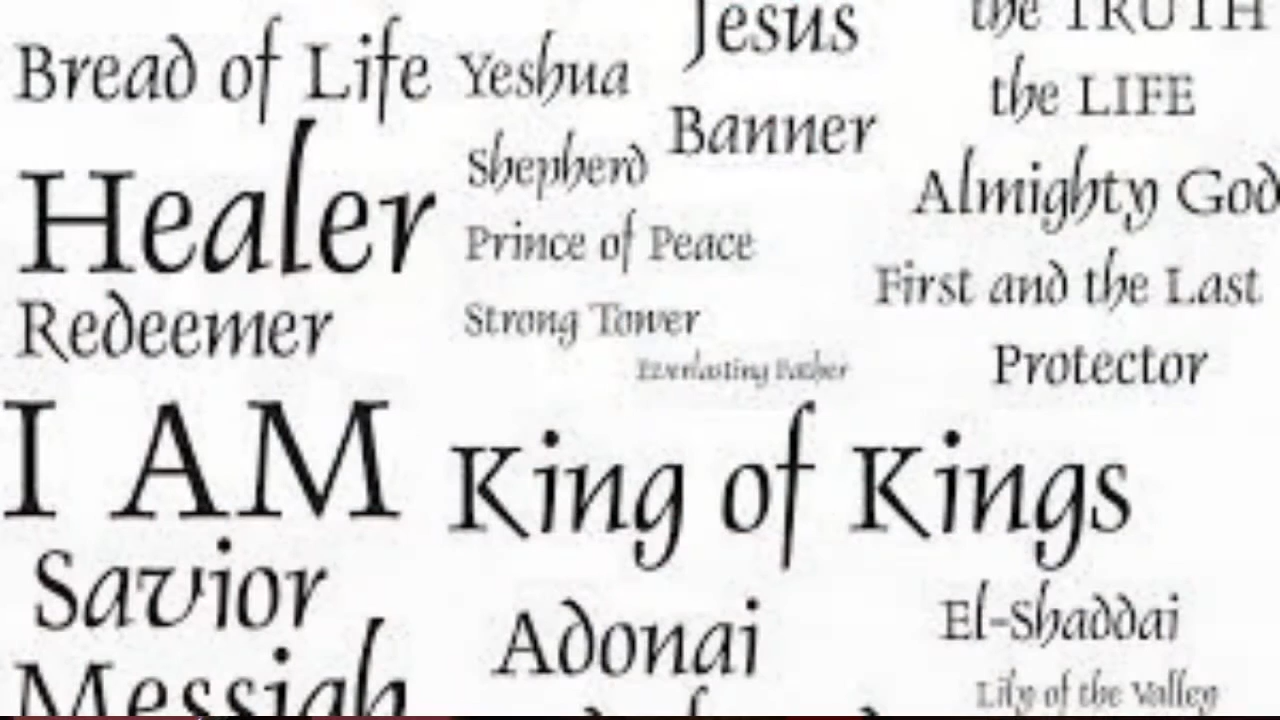 Bread of Life
Healer
Redeemer
I AM
Savior
Messiah
Yeshua
Shepherd
Prince of Peace
Strong Tower
Everlasting Father
Jesus
Banner
the TRUTH
the LIFE
Almighty God
First and the Last
Protector
King of Kings
Adonai
El-Shaddai
Lily of the Valley